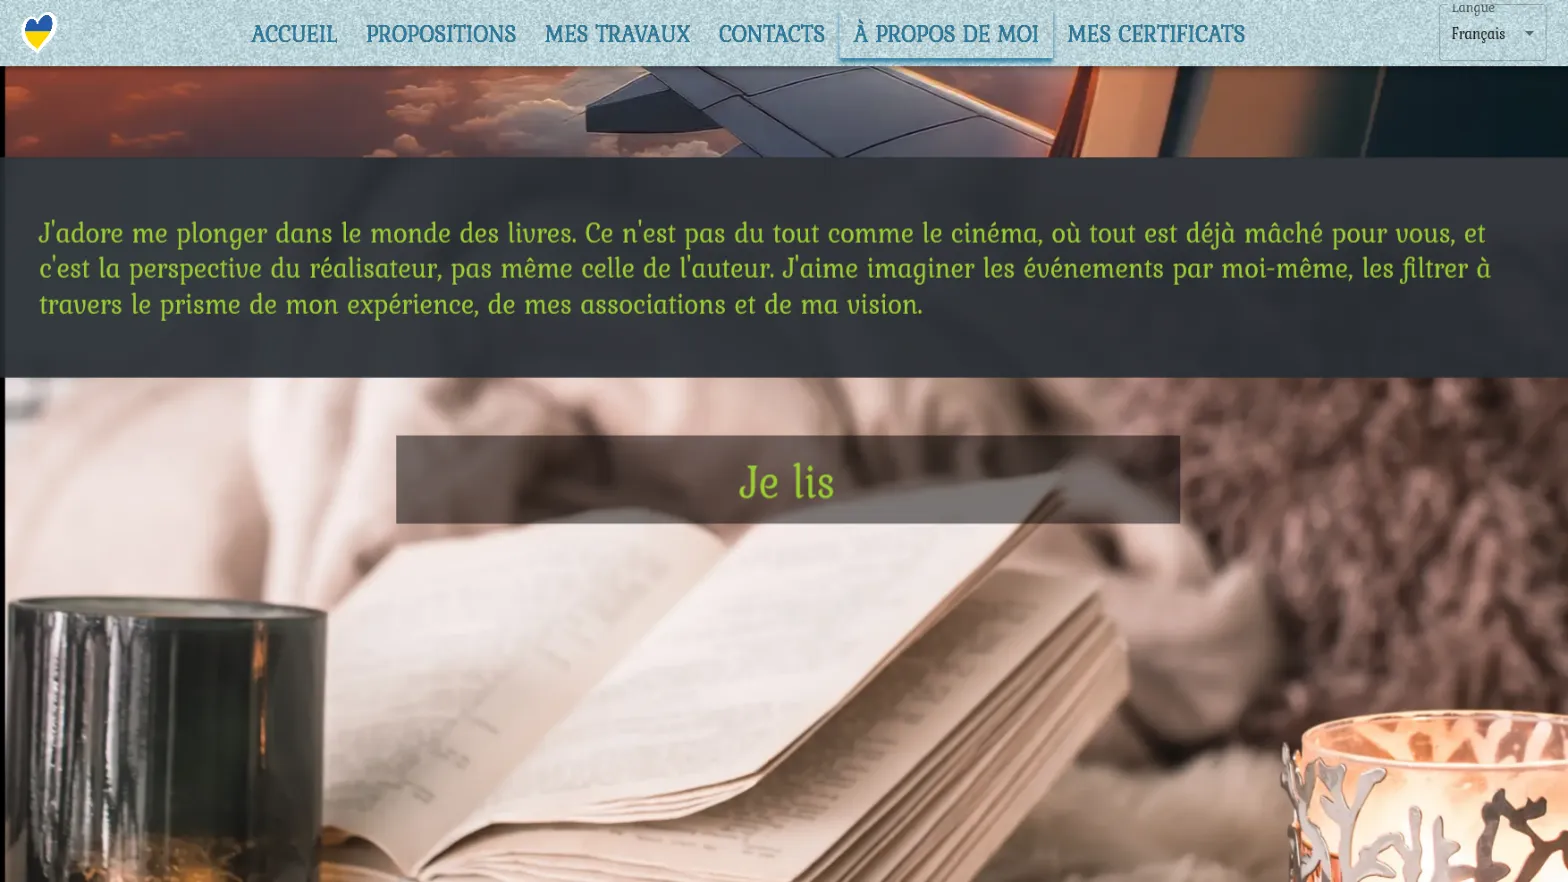 ACCUEIL PROPOSITIONS MES TRAVAUX CONTACTS À PROPOS DE MOI MES CERTIFICATS
Langue
Français
J'adore me plonger dans le monde des livres. Ce n'est pas du tout comme le cinéma, où tout est déjà mâché pour vous, et
c'est la perspective du réalisateur, pas même celle de l'auteur. J'aime imaginer les événements par moi-même, les filtrer à
travers le prisme de mon expérience, de mes associations et de ma vision.
Je lis